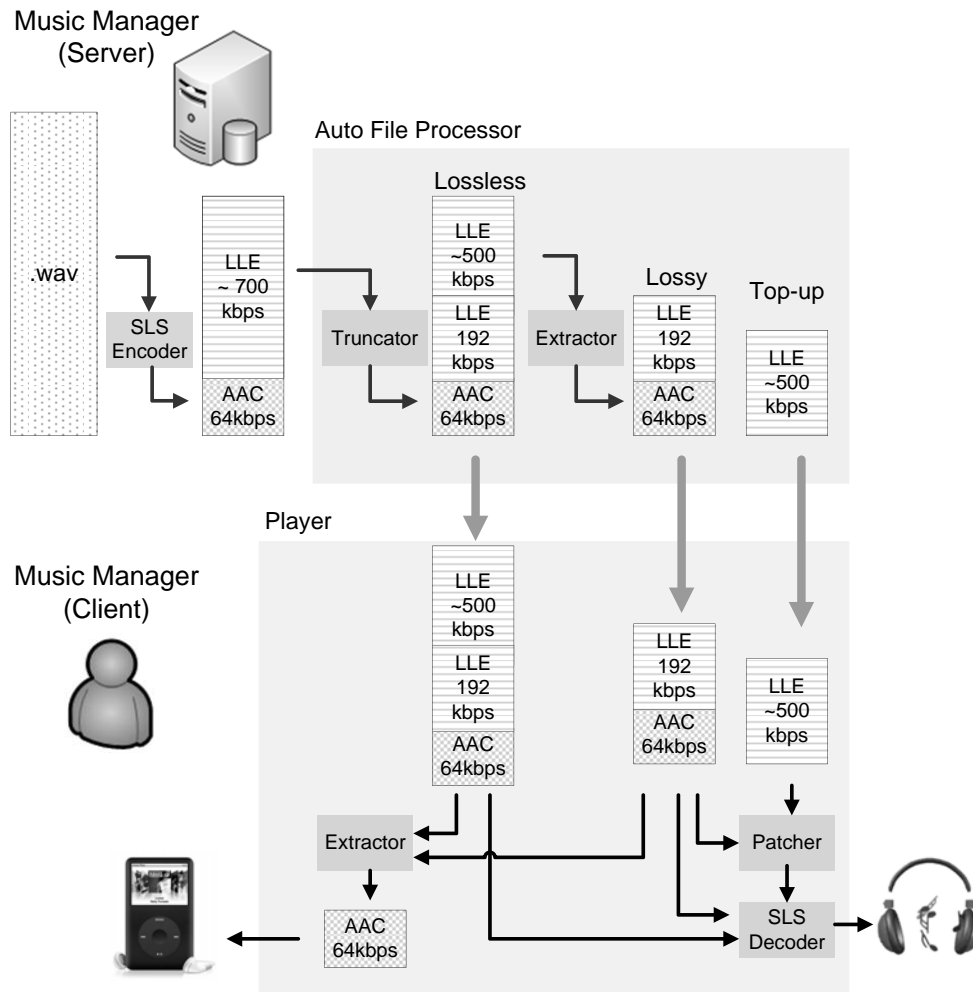 Music Manager
(Server)
Auto File Processor
.wav
SLS
Encoder
LLE
~ 700
kbps
AAC
64kbps
Truncator
Lossless
LLE
~500
kbps
LLE
192
kbps
AAC
64kbps
Extractor
Lossy
LLE
192
kbps
AAC
64kbps
Top-up
LLE
~500
kbps
Player
Music Manager
(Client)
LLE
~500
kbps
LLE
192
kbps
AAC
64kbps
LLE
192
kbps
AAC
64kbps
LLE
~500
kbps
Extractor
Patcher
AAC
64kbps
SLS
Decoder